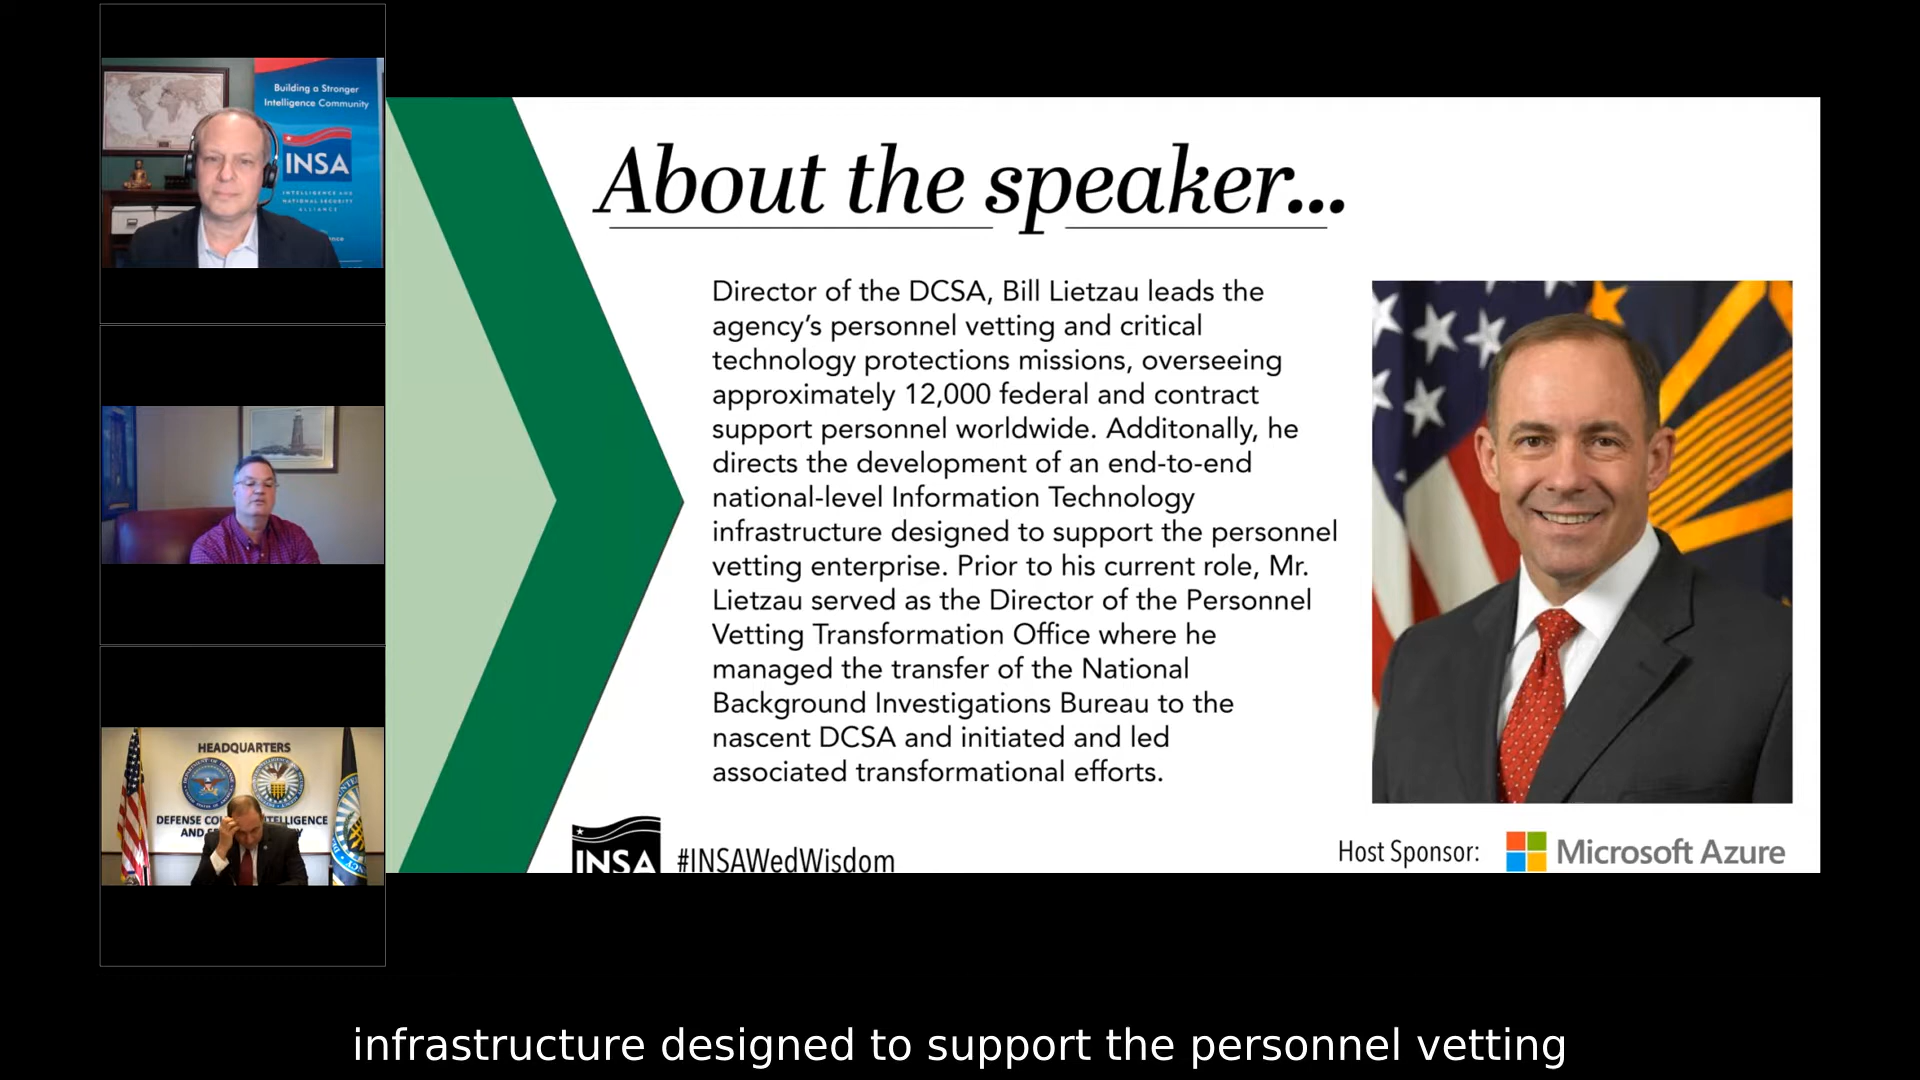 Building a Stronger
Intelligence Community
INSA
INTELLIGENCE AND
NATIONAL SECURITY
ALLIANCE
HEADQUARTERS
About the speaker...
Director of the DCSA, Bill Lietzau leads the
agency's personnel vetting and critical
technology protections missions, overseeing
approximately 12,000 federal and contract
support personnel worldwide. Additonally, he
directs the development of an end-to-end
national-level Information Technology
infrastructure designed to support the personnel
vetting enterprise. Prior to his current role, Mr.
Lietzau served as the Director of the Personnel
Vetting Transformation Office where he
managed the transfer of the National
Background Investigations Bureau to the
nascent DCSA and initiated and led
associated transformational efforts.
INSA
#INSAWedWisdom
Host Sponsor:
Microsoft Azure
infrastructure designed to support the personnel vetting